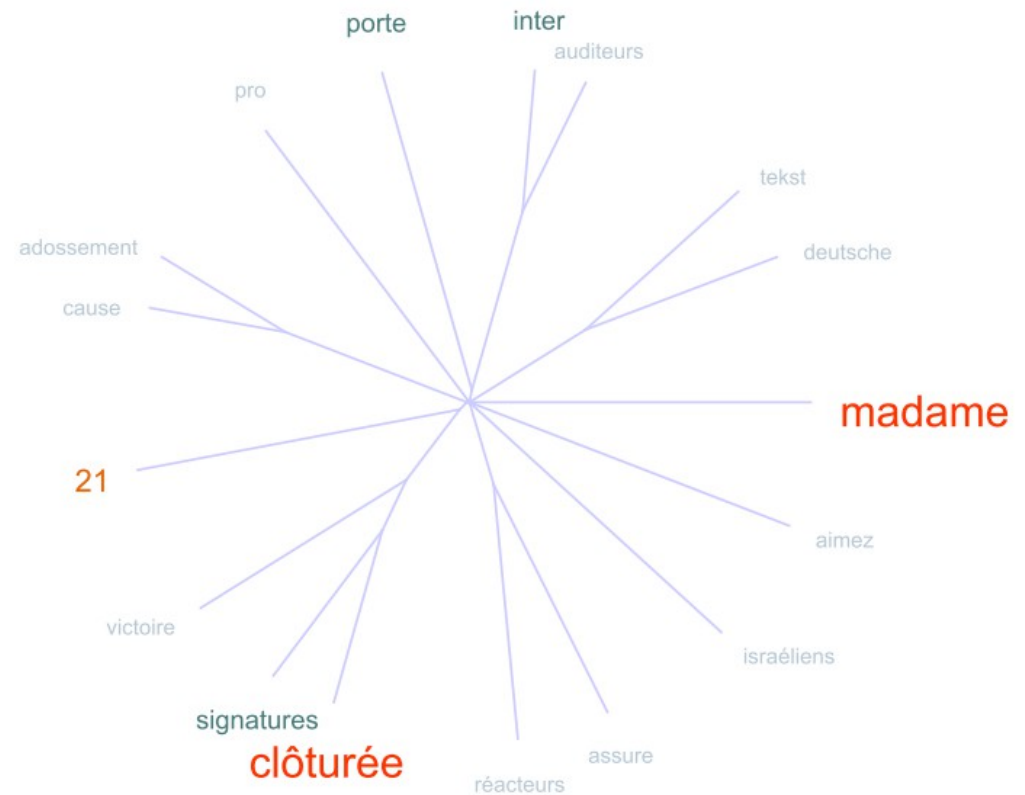 porte
inter
auditeurs
pro
tekst
adossement
deutsche
cause
madame
21
aimez
victoire
israéliens
signatures
clôturée
assure
réacteurs